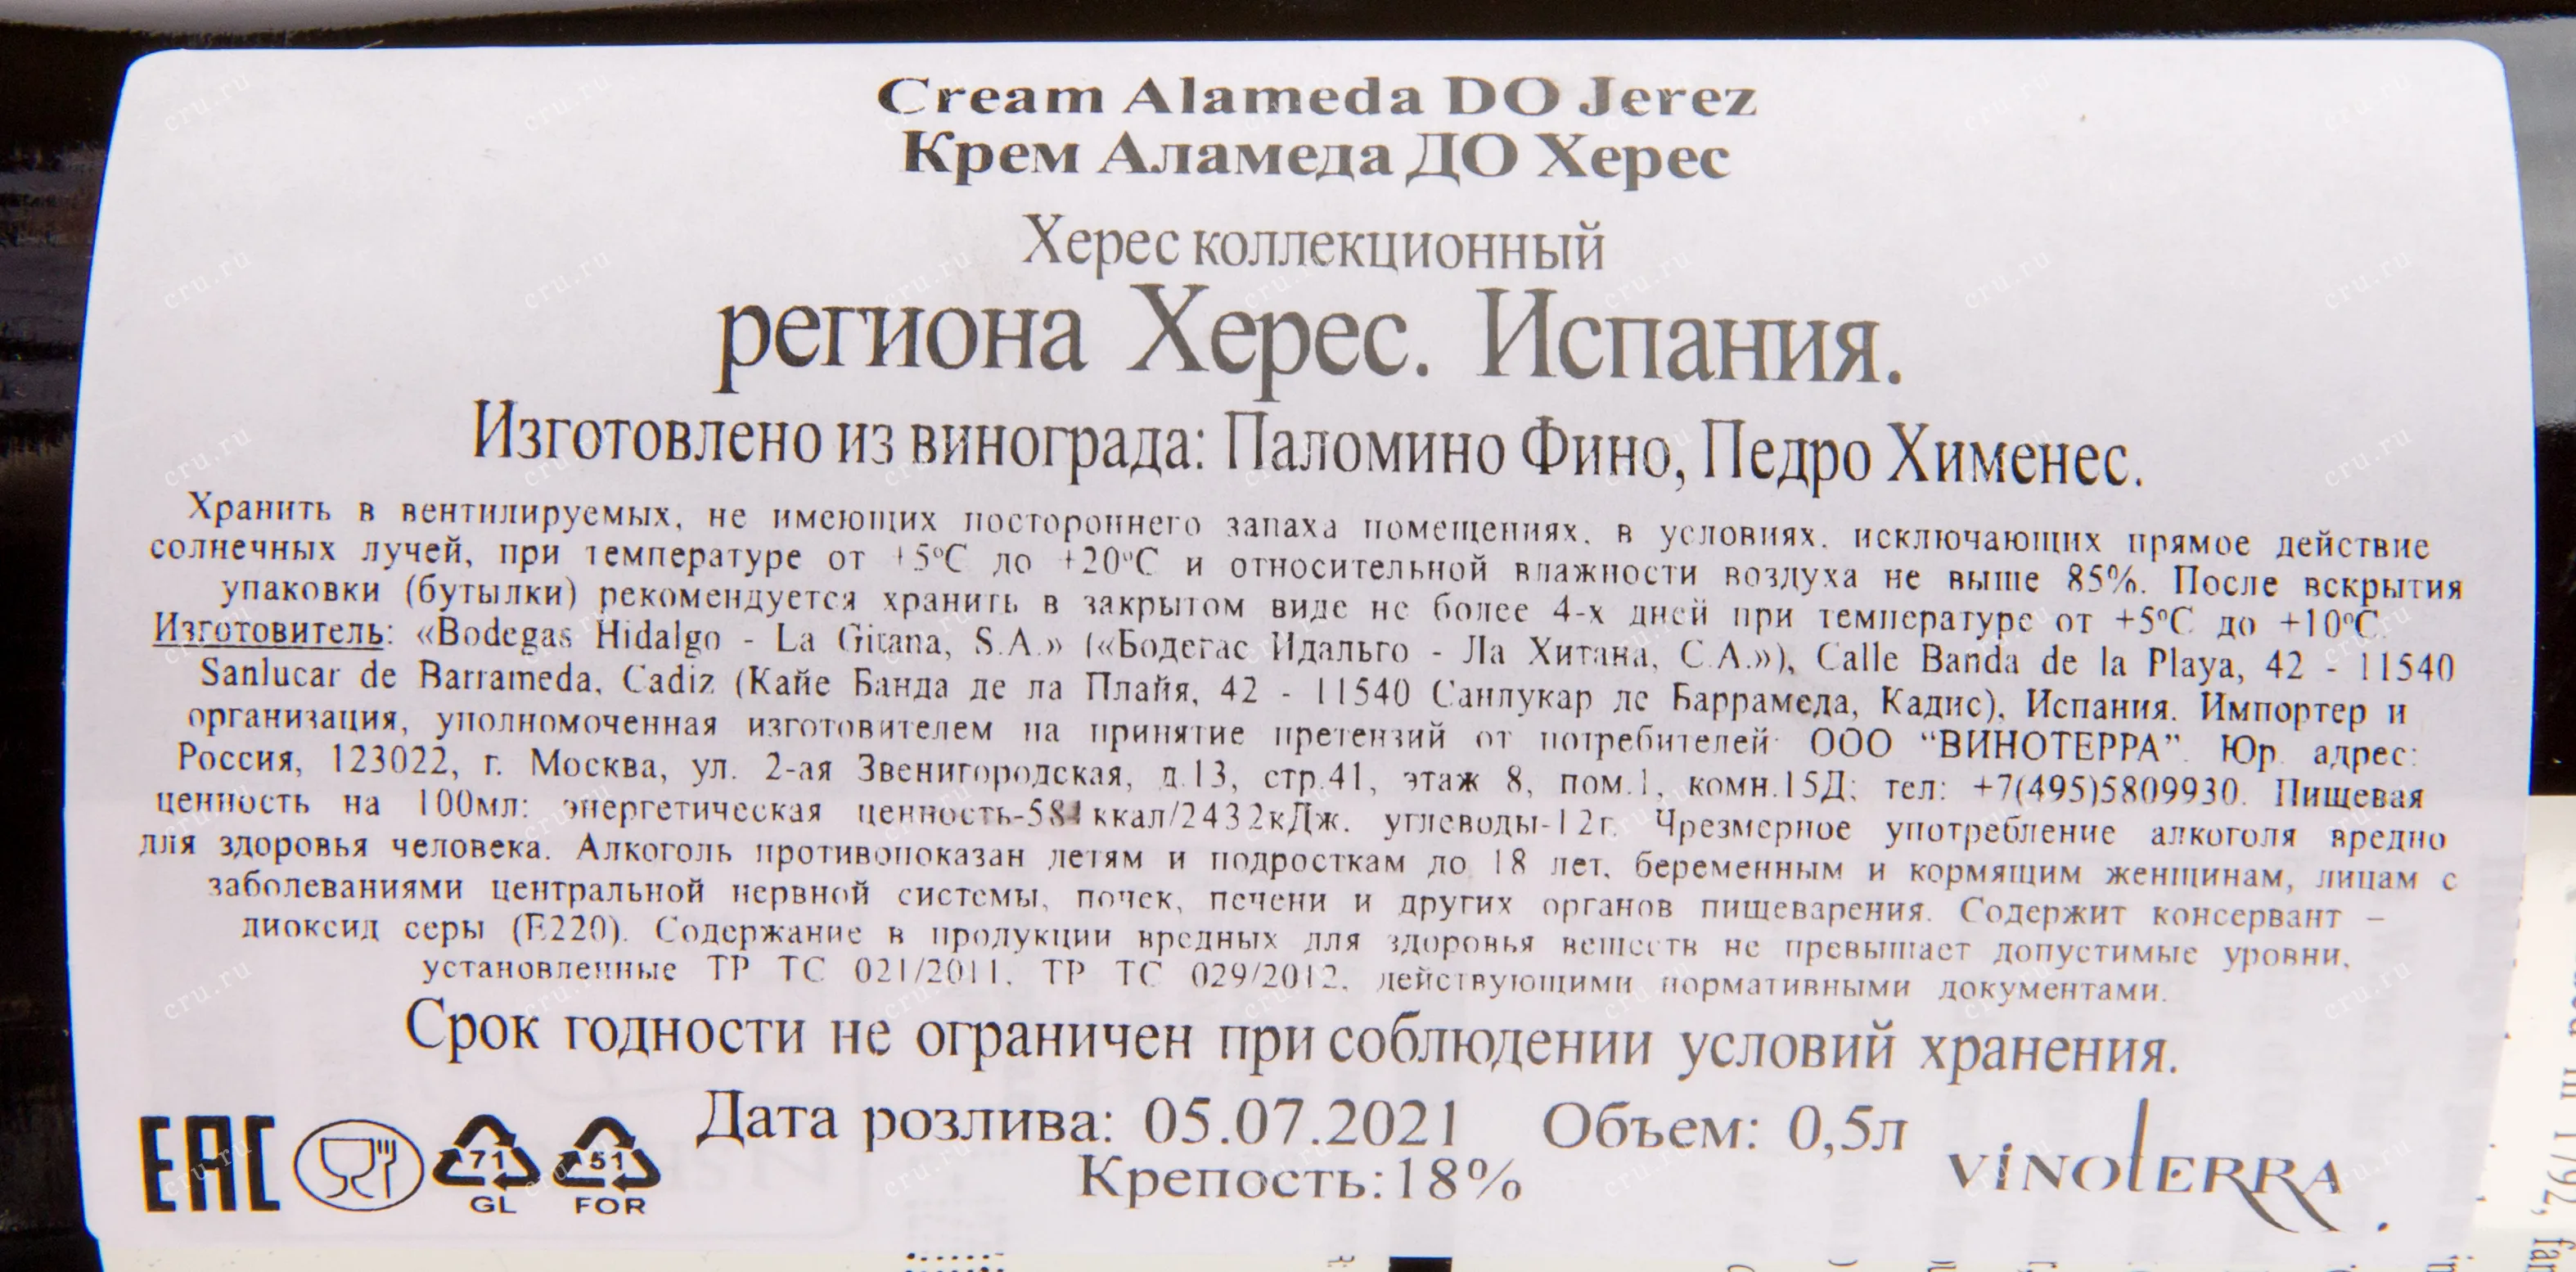 Cream Alameda DO Jerez
Крем Аламеда ДО Херес
Херес коллекционный
региона Херес. Испания.
Изготовлено из винограда: Паломино Фино, Педро Хименес.
Хранить в вентилируемых, не имеющих постороннего запаха помещениях, в условиях, исключающих прямое действие
солнечных лучей, при температуре от +5ºС до +20ºС и относительной влажности воздуха не выше 85%. После вскрытия
упаковки (бутылки) рекомендуется хранить в закрытом виде не более 4-х дней при температуре от +5ºС до +10ºС.
Изготовитель: «Bodegas Hidalgo - La Gitana, S.A.» («Бодегас Идальго - Ла Хитана, С.А.»), Calle Banda de la Playa, 42 - 11540
Sanlucar de Barrameda, Cadiz (Кайе Банда де ла Плайя, 42 - 11540 Санлукар де Баррамеда, Кадис), Испания. Импортер и
организация, уполномоченная изготовителем на принятие претензий от потребителей: ООО “ВИНОТЕРРА”. Юр. адрес:
Россия, 123022, г. Москва, ул. 2-ая Звенигородская, д.13, стр.41, этаж 8, пом.1, комн.15Д; тел: +7(495)5809930. Пищевая
ценность на 100мл: энергетическая ценность-581 ккал/2432кДж. углеводы-12г. Чрезмерное употребление алкоголя вредно
для здоровья человека. Алкоголь противопоказан детям и подросткам до 18 лет, беременным и кормящим женщинам, лицам с
заболеваниями центральной нервной системы, почек, печени и других органов пищеварения. Содержит консервант –
диоксид серы (Е220). Содержание в продукции вредных для здоровья веществ не превышает допустимые уровни,
установленные ТР ТС 021/2011, ТР ТС 029/2012, действующими нормативными документами.
Срок годности не ограничен при соблюдении условий хранения.
Дата розлива: 05.07.2021 Объем: 0,5л
Крепость:18%
EAC
71
GL
51
FOR
VINOTERRA
cru.ru